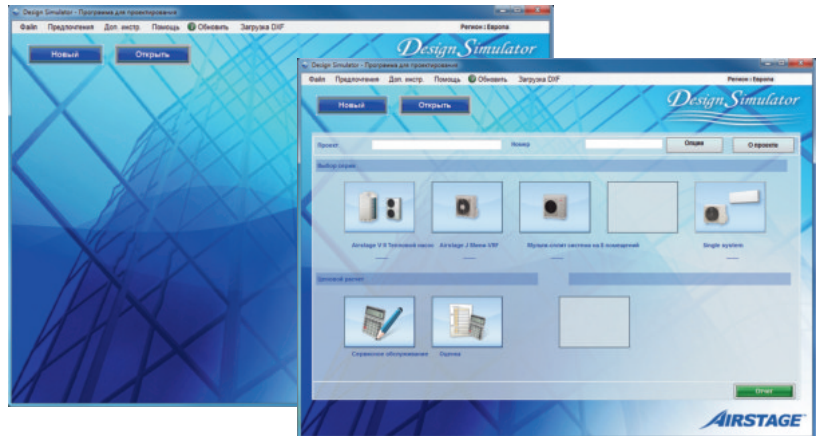 Design Simulator - Программа для проектирования
Файл Предпочтения Доп. инстр. Помощь Обновить Загрузка DXF Регион : Европа
Новый Открыть
Design Simulator
Design Simulator - Программа для проектирования
Файл Предпочтения Доп. инстр. Помощь Обновить Загрузка DXF Регион : Европа
Новый Открыть
Design Simulator
Проект Номер Опция О проекте
Выбор серии
Airstage V II Тепловой насос Airstage J Мини VRF Мульти-сплит система на 8 помещений Single system
Ценовой расчет
Сервисное обслуживание Оценка
Отчет
AIRSTAGE